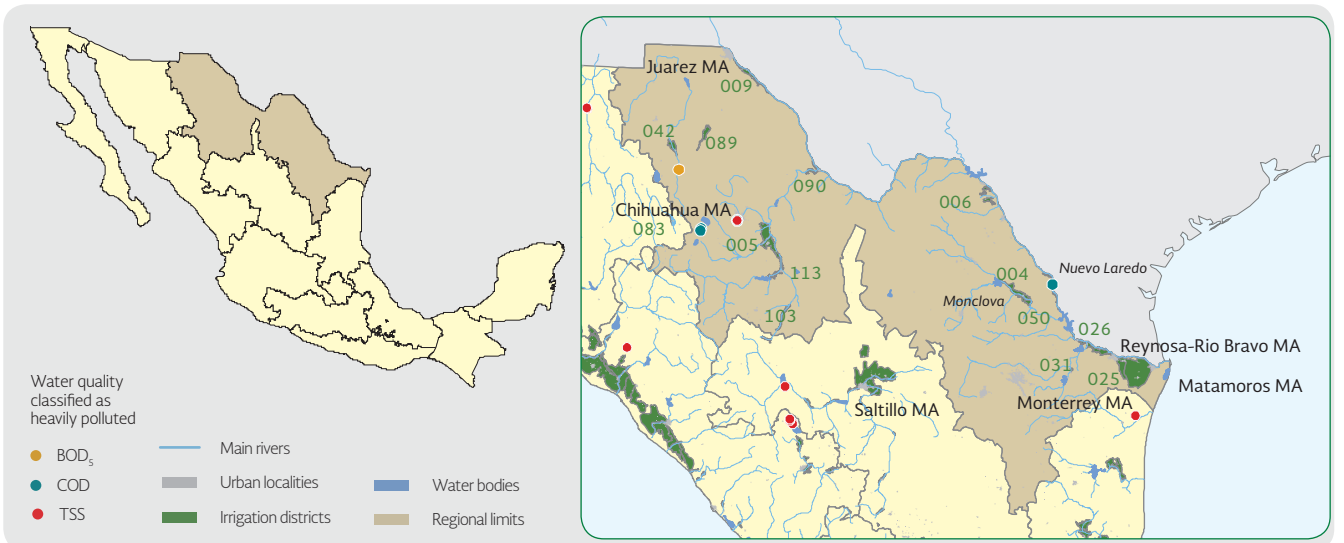 Water quality
classified as
heavily polluted
BOD₅
COD
TSS
Main rivers
Urban localities
Irrigation districts
Water bodies
Regional limits
Juarez MA
009
042
089
090
006
Chihuahua MA
083
005
113
103
004
Nuevo Laredo
Monclova
050
026
Reynosa-Rio Bravo MA
031
025
Matamoros MA
Monterrey MA
Saltillo MA